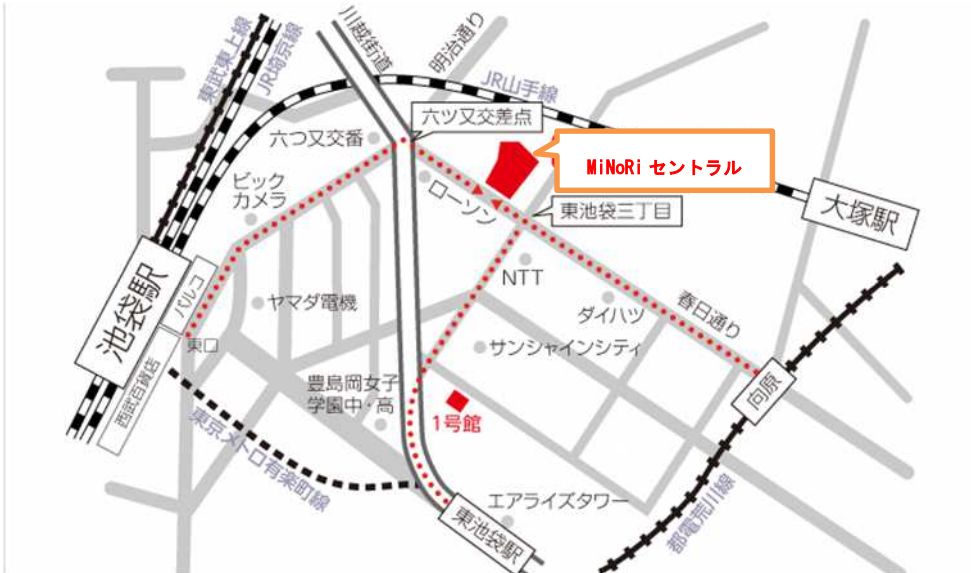 東武東上線
JR埼京線
川越街道
明治通り
JR山手線
六ツ又交差点
六つ又交番
MiNoRi セントラル
ビック
カメラ
ローソン
東池袋三丁目
大塚駅
池袋駅
パルコ
NTT
ヤマダ電機
ダイハツ
春日通り
東口
サンシャインシティ
西武百貨店
豊島岡女子
学園中・高
向原
1号館
東京メトロ有楽町線
エアライズタワー
東池袋駅
都電荒川線